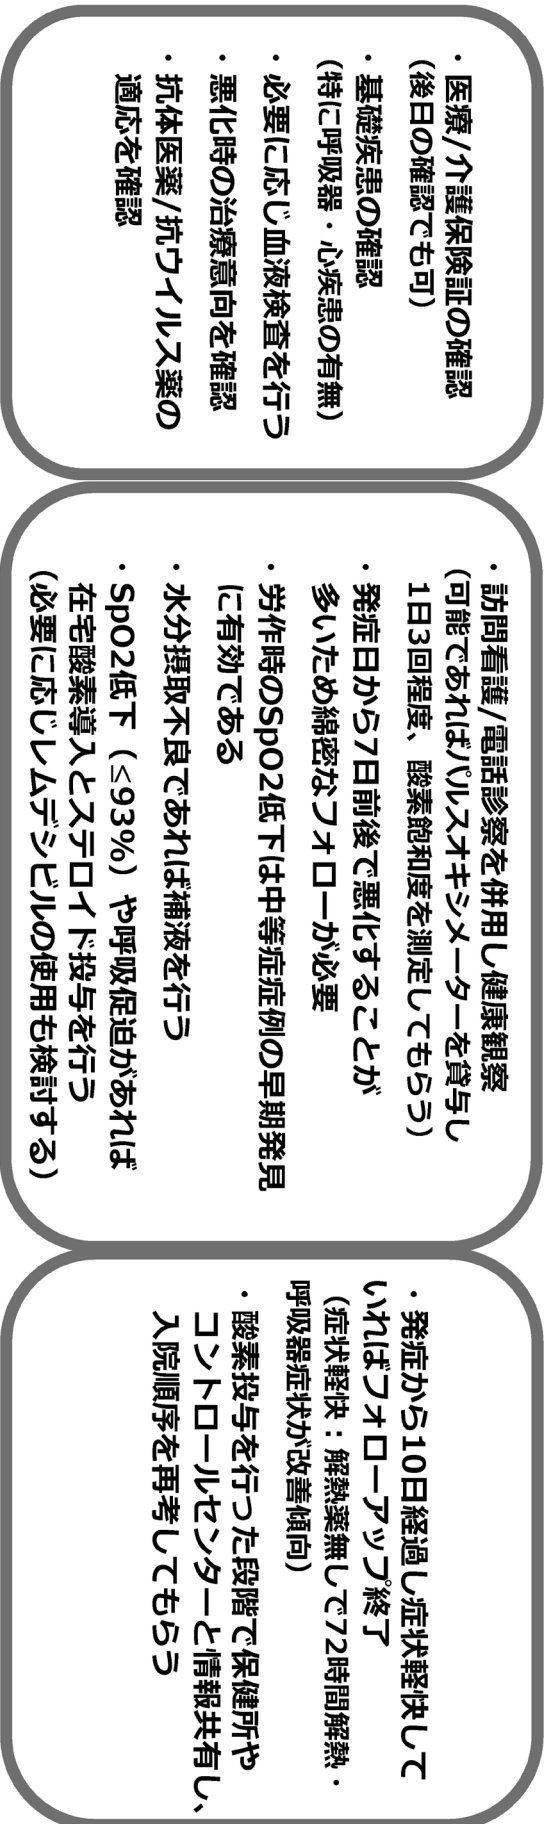 ・医療/介護保険証の確認
(後日の確認でも可)
・基礎疾患の確認
(特に呼吸器・心疾患の有無)
・必要に応じ血液検査を行う
・悪化時の治療意向を確認
・抗体医薬/抗ウイルス薬の
適応を確認
・訪問看護/電話診察を併用し健康観察
(可能であればパルスオキシメーターを貸与し
1日3回程度、酸素飽和度を測定してもらう)
・発症日から7日前後で悪化することが
多いため綿密なフォローが必要
・労作時のSpO2低下は中等症症例の早期発見
に有効である
・水分摂取不良であれば補液を行う
・SpO2低下（≤93%）や呼吸促迫があれば
在宅酸素導入とステロイド投与を行う
(必要に応じレムデシビルの使用も検討する)
・発症から10日経過し症状軽快して
いればフォローアップ終了
(症状軽快：解熱薬無しで72時間解熱・
呼吸器症状が改善傾向)
・酸素投与を行った段階で保健所や
コントロールセンターと情報共有し、
入院順序を再考してもらう